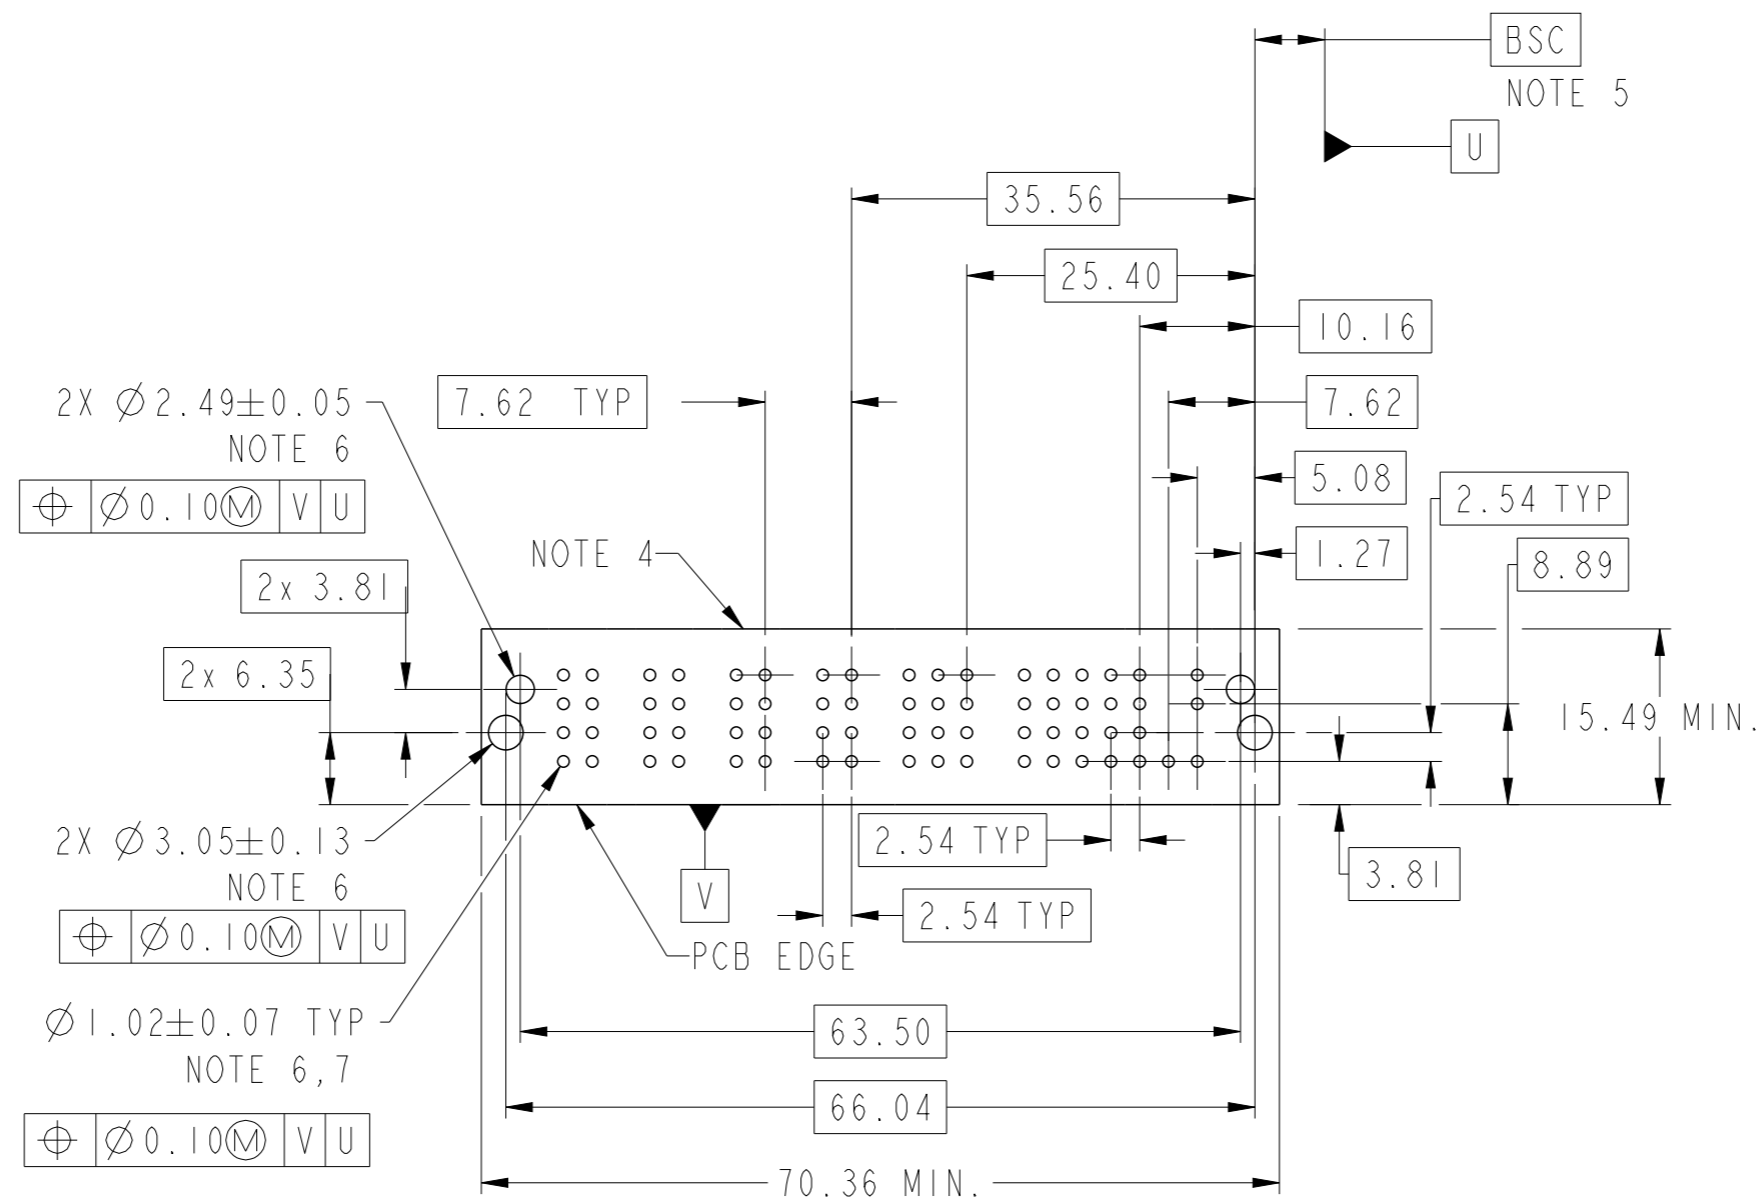 BSC
NOTE 5
U
35.56
25.40
10.16
7.62 TYP
7.62
2X ⌀2.49±0.05
NOTE 6
⌖ ⌀0.10Ⓜ V U
5.08
2.54 TYP
NOTE 4
1.27
8.89
2x 3.81
2x 6.35
15.49 MIN.
2X ⌀3.05±0.13
NOTE 6
⌖ ⌀0.10Ⓜ V U
2.54 TYP
3.81
V
2.54 TYP
PCB EDGE
⌀1.02±0.07 TYP
NOTE 6,7
⌖ ⌀0.10Ⓜ V U
63.50
66.04
70.36 MIN.